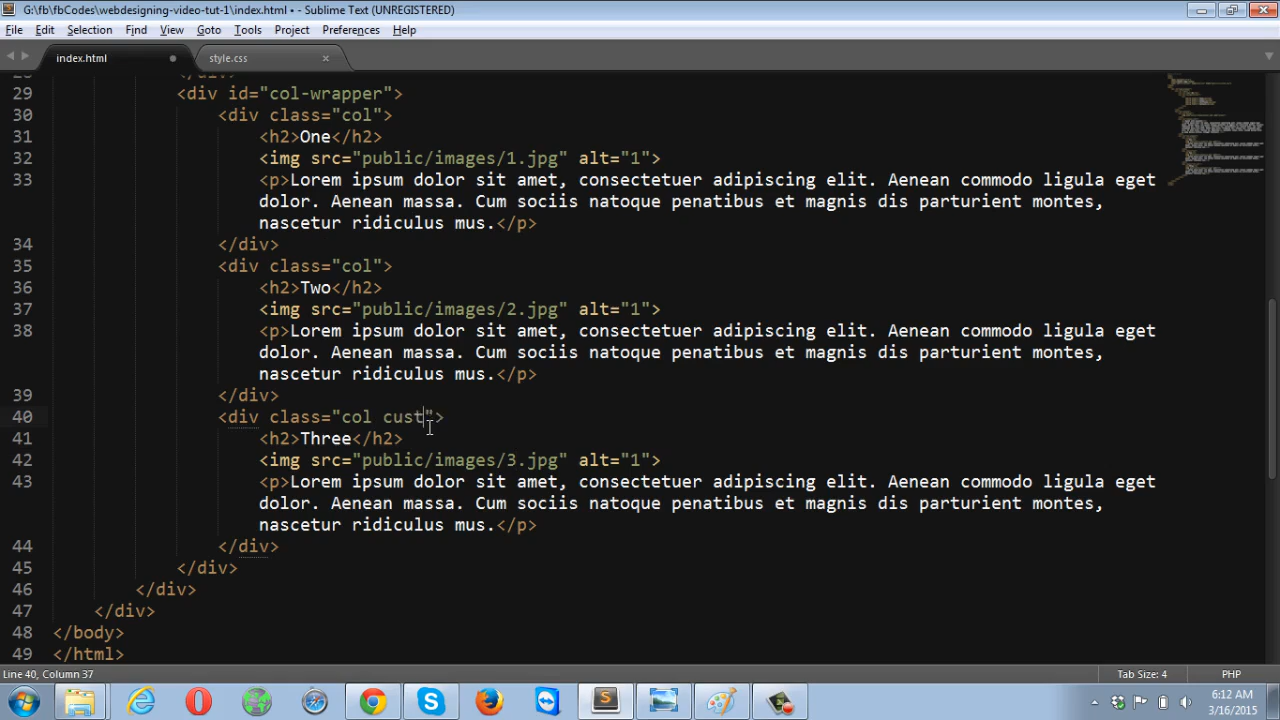 G:\fb\fbCodes\webdesigning-video-tut-1\index.html • - Sublime Text (UNREGISTERED)
File Edit Selection Find View Goto Tools Project Preferences Help
index.html style.css
28 </div>
29 <div id="col-wrapper">
30 <div class="col">
31 <h2>One</h2>
32 <img src="public/images/1.jpg" alt="1">
33 <p>Lorem ipsum dolor sit amet, consectetuer adipiscing elit. Aenean commodo ligula eget
dolor. Aenean massa. Cum sociis natoque penatibus et magnis dis parturient montes,
nascetur ridiculus mus.</p>
34 </div>
35 <div class="col">
36 <h2>Two</h2>
37 <img src="public/images/2.jpg" alt="1">
38 <p>Lorem ipsum dolor sit amet, consectetuer adipiscing elit. Aenean commodo ligula eget
dolor. Aenean massa. Cum sociis natoque penatibus et magnis dis parturient montes,
nascetur ridiculus mus.</p>
39 </div>
40 <div class="col cust">
41 <h2>Three</h2>
42 <img src="public/images/3.jpg" alt="1">
43 <p>Lorem ipsum dolor sit amet, consectetuer adipiscing elit. Aenean commodo ligula eget
dolor. Aenean massa. Cum sociis natoque penatibus et magnis dis parturient montes,
nascetur ridiculus mus.</p>
44 </div>
45 </div>
46 </div>
47 </div>
48 </body>
49 </html>
Line 40, Column 37 Tab Size: 4 PHP
6:12 AM
3/16/2015